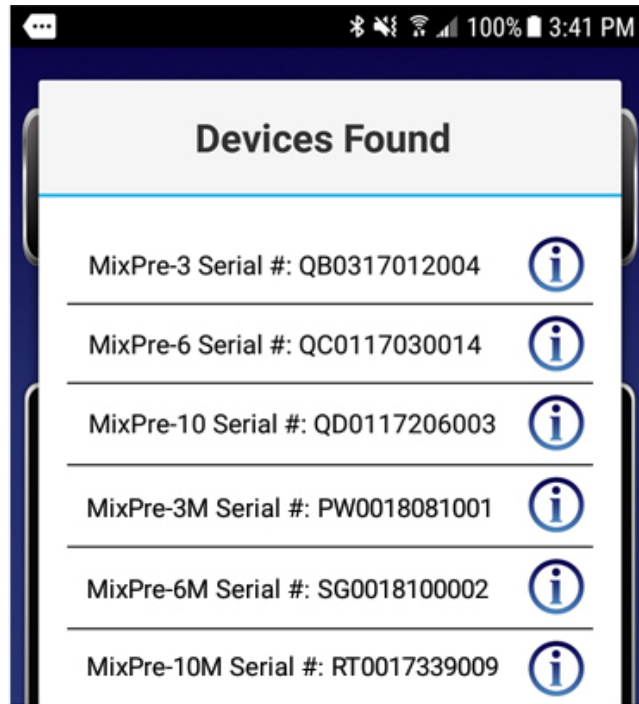 100% 3:41 PM
Devices Found
MixPre-3 Serial #: QB0317012004
MixPre-6 Serial #: QC0117030014
MixPre-10 Serial #: QD0117206003
MixPre-3M Serial #: PW0018081001
MixPre-6M Serial #: SG0018100002
MixPre-10M Serial #: RT0017339009